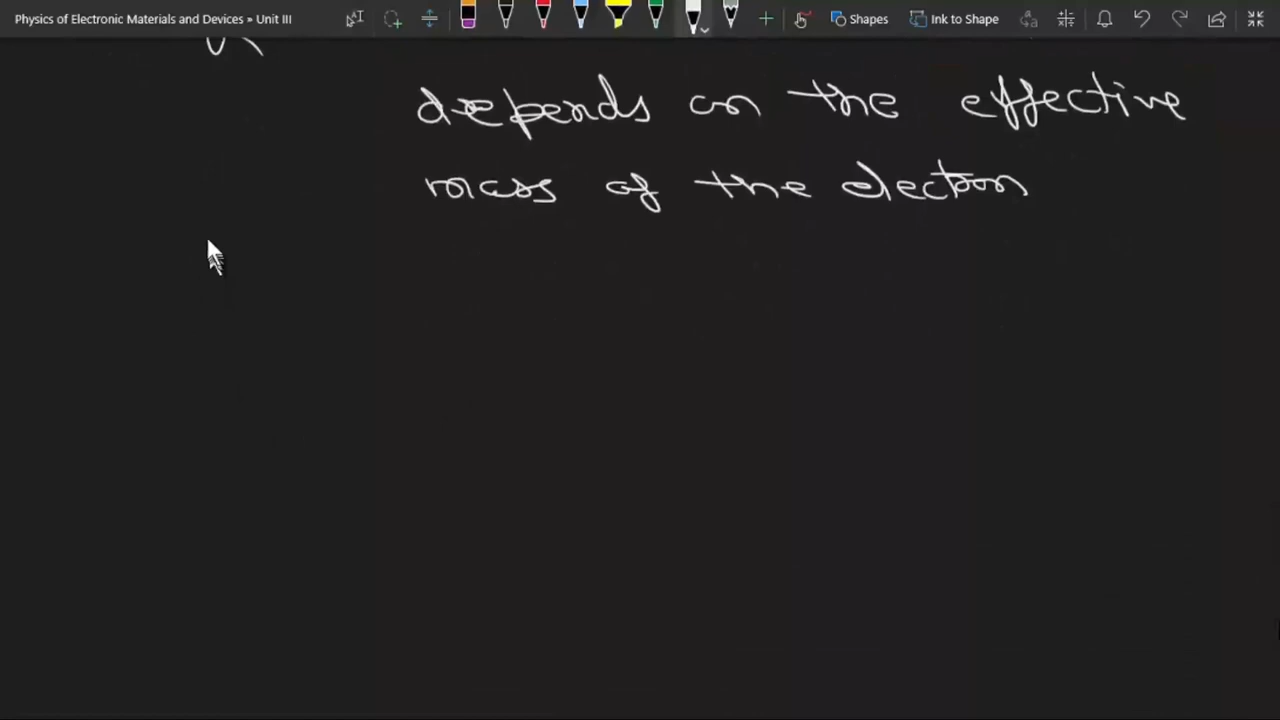 Physics of Electronic Materials and Devices » Unit III
Shapes
Ink to Shape
depends on the effective
mass of the electron